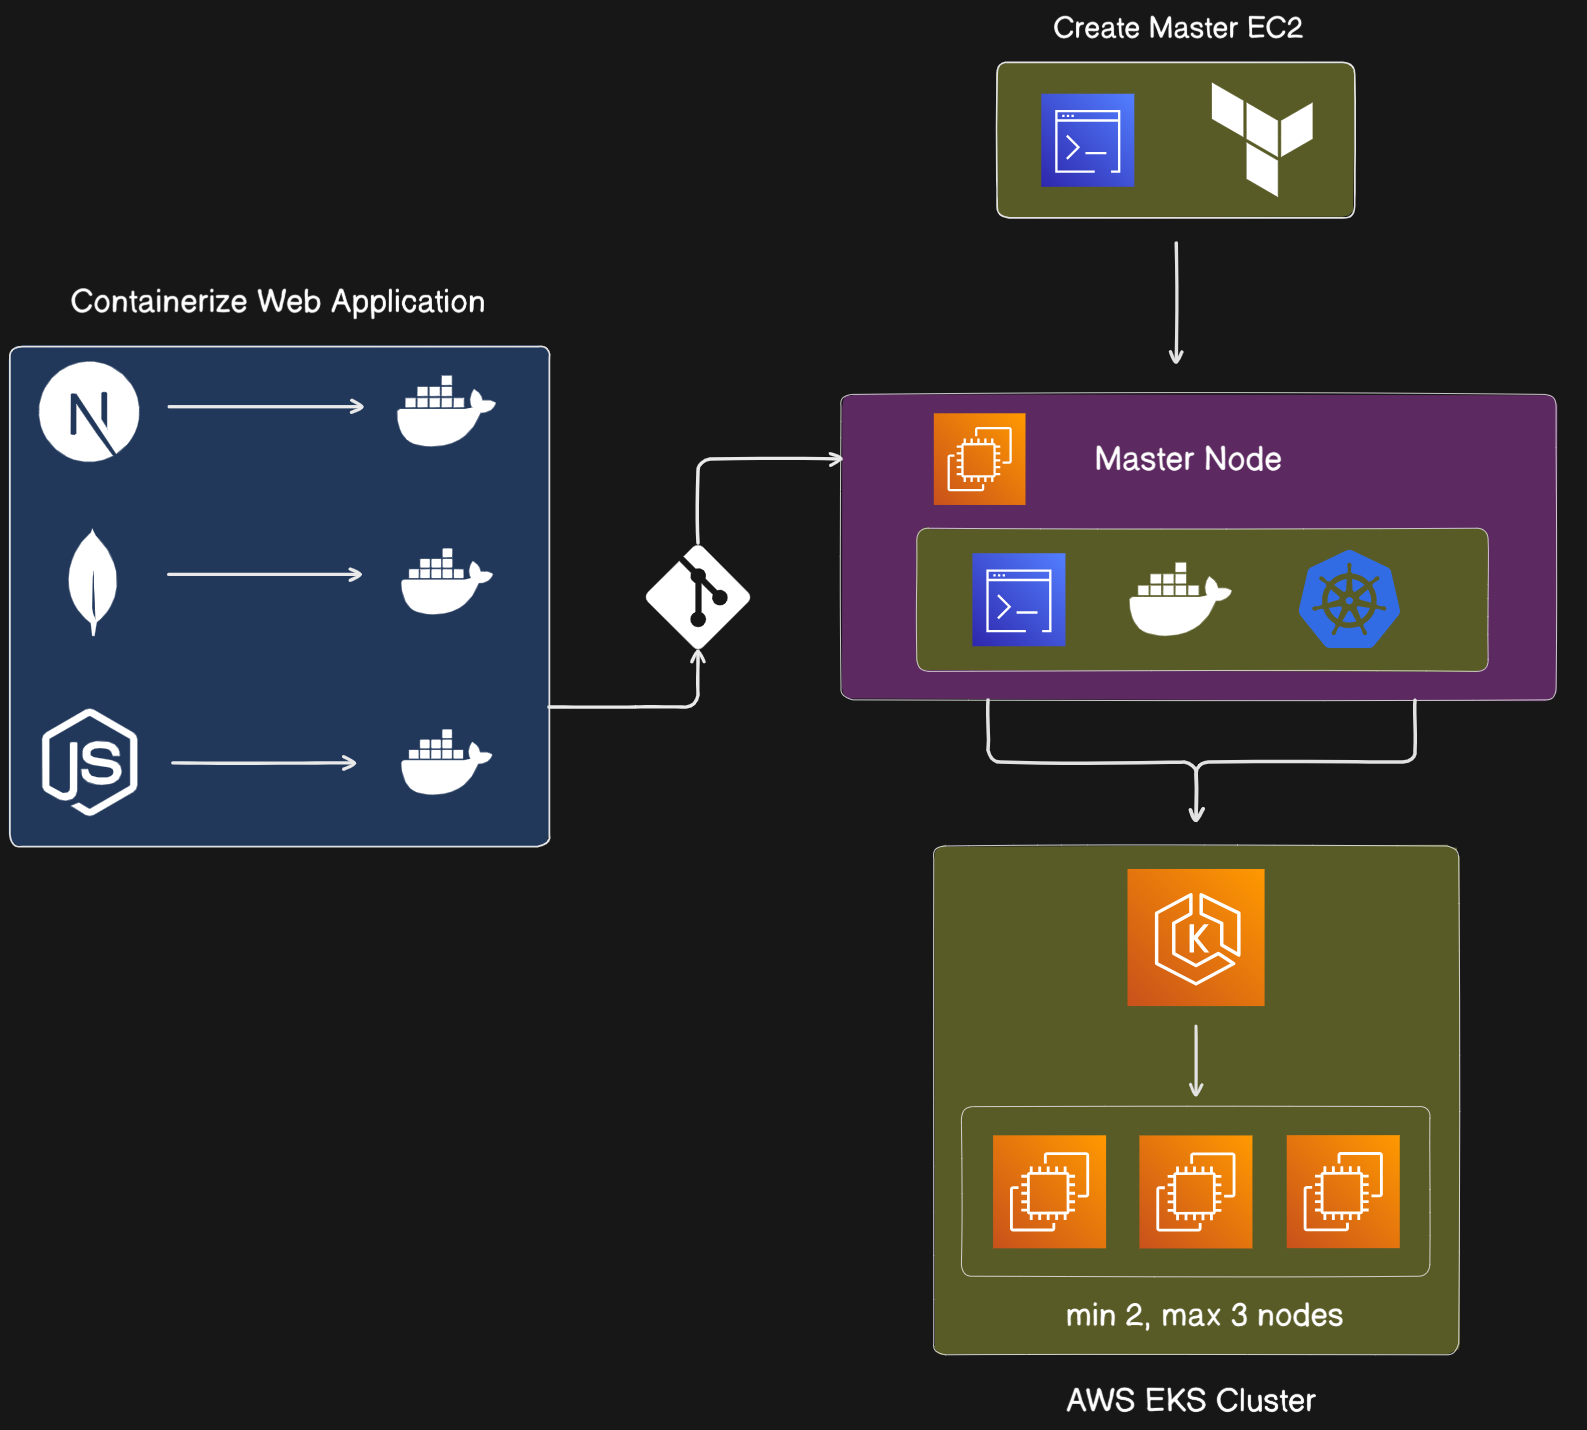 Create Master EC2
Containerize Web Application
N
JS
Master Node
>_
>_
K
min 2, max 3 nodes
AWS EKS Cluster